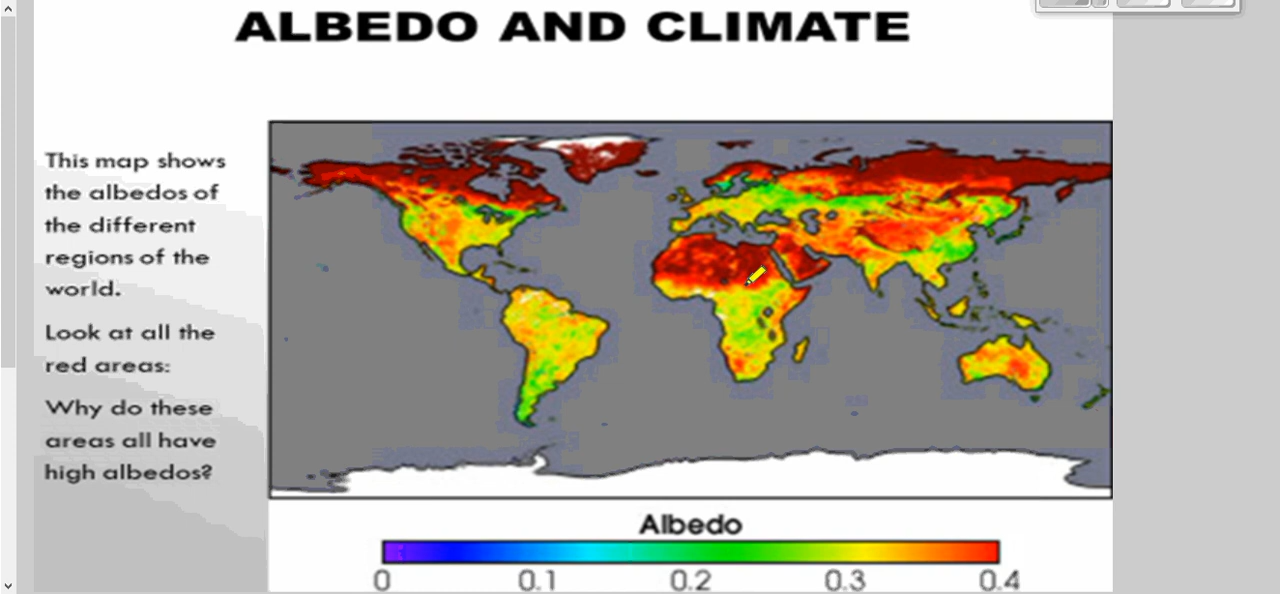 ALBEDO AND CLIMATE
This map shows
the albedos of
the different
regions of the
world.
Look at all the
red areas:
Why do these
areas all have
high albedos?
Albedo
0 0.1 0.2 0.3 0.4